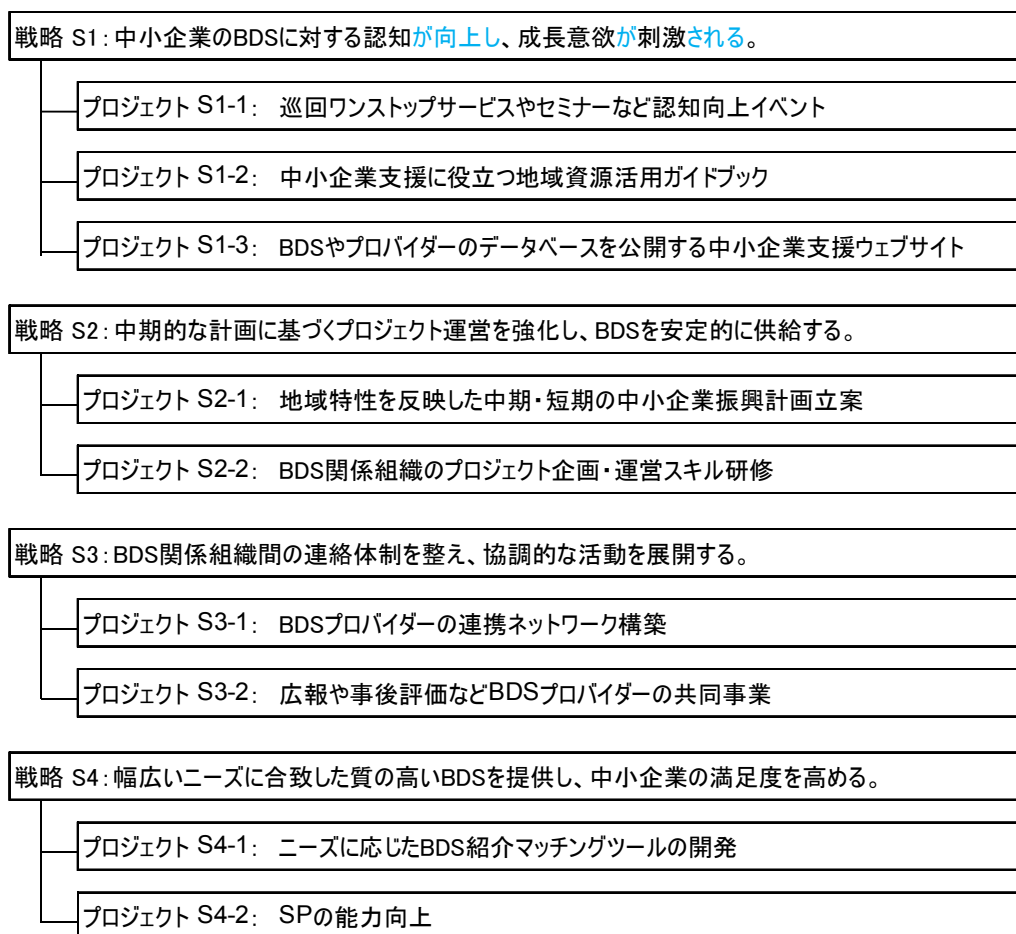 戦略 S1：中小企業のBDSに対する認知が向上し、成長意欲が刺激される。
プロジェクト S1-1： 巡回ワンストップサービスやセミナーなど認知向上イベント
プロジェクト S1-2： 中小企業支援に役立つ地域資源活用ガイドブック
プロジェクト S1-3： BDSやプロバイダーのデータベースを公開する中小企業支援ウェブサイト
戦略 S2：中期的な計画に基づくプロジェクト運営を強化し、BDSを安定的に供給する。
プロジェクト S2-1： 地域特性を反映した中期・短期の中小企業振興計画立案
プロジェクト S2-2： BDS関係組織のプロジェクト企画・運営スキル研修
戦略 S3：BDS関係組織間の連絡体制を整え、協調的な活動を展開する。
プロジェクト S3-1： BDSプロバイダーの連携ネットワーク構築
プロジェクト S3-2： 広報や事後評価などBDSプロバイダーの共同事業
戦略 S4：幅広いニーズに合致した質の高いBDSを提供し、中小企業の満足度を高める。
プロジェクト S4-1： ニーズに応じたBDS紹介マッチングツールの開発
プロジェクト S4-2： SPの能力向上